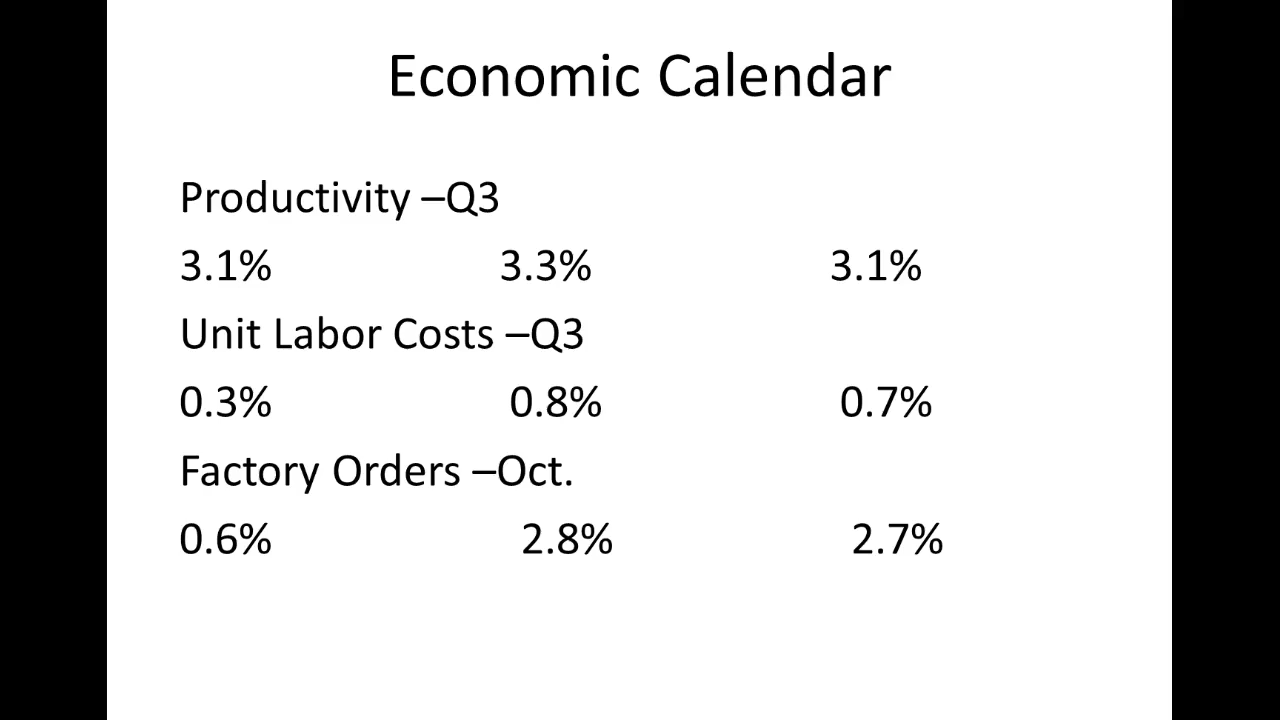 Economic Calendar
Productivity –Q3
3.1% 3.3% 3.1%
Unit Labor Costs –Q3
0.3% 0.8% 0.7%
Factory Orders –Oct.
0.6% 2.8% 2.7%